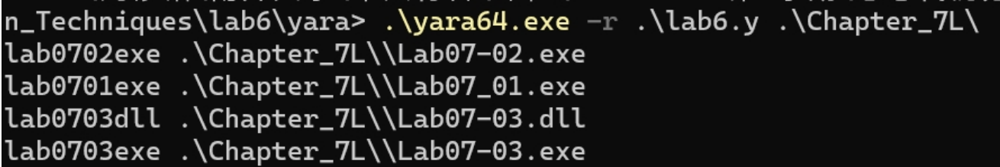 n_Techniques\lab6\yara> .\yara64.exe -r .\lab6.y .\Chapter_7L\
lab0702exe .\Chapter_7L\\Lab07-02.exe
lab0701exe .\Chapter_7L\\Lab07_01.exe
lab0703dll .\Chapter_7L\\Lab07-03.dll
lab0703exe .\Chapter_7L\\Lab07-03.exe